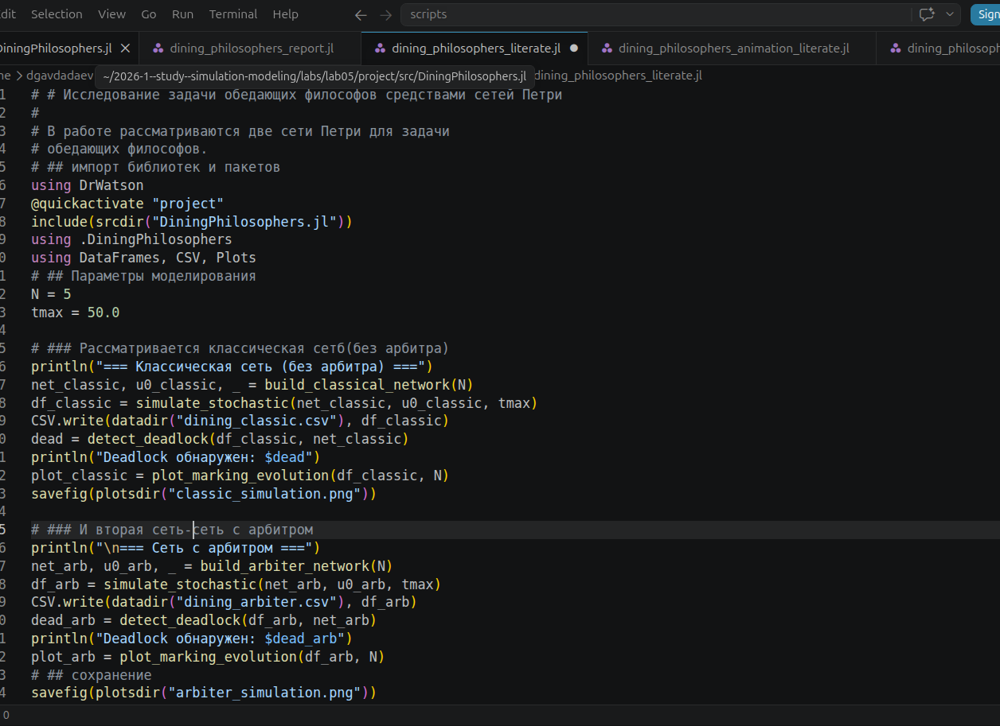 dit Selection View Go Run Terminal Help scripts Sign
DiningPhilosophers.jl dining_philosophers_report.jl dining_philosophers_literate.jl dining_philosophers_animation_literate.jl dining_philosoph
me > dgavdadaev ~/2026-1--study--simulation-modeling/labs/lab05/project/src/DiningPhilosophers.jl dining_philosophers_literate.jl
1 # # Исследование задачи обедающих философов средствами сетей Петри
2 #
3 # В работе рассматриваются две сети Петри для задачи
4 # обедающих философов.
5 # ## импорт библиотек и пакетов
6 using DrWatson
7 @quickactivate "project"
8 include(srcdir("DiningPhilosophers.jl"))
9 using .DiningPhilosophers
0 using DataFrames, CSV, Plots
1 # ## Параметры моделирования
2 N = 5
3 tmax = 50.0
4
5 # ### Рассматривается классическая сетб(без арбитра)
6 println("=== Классическая сеть (без арбитра) ===")
7 net_classic, u0_classic, _ = build_classical_network(N)
8 df_classic = simulate_stochastic(net_classic, u0_classic, tmax)
9 CSV.write(datadir("dining_classic.csv"), df_classic)
0 dead = detect_deadlock(df_classic, net_classic)
1 println("Deadlock обнаружен: $dead")
2 plot_classic = plot_marking_evolution(df_classic, N)
3 savefig(plotsdir("classic_simulation.png"))
4
5 # ### И вторая сеть-сеть с арбитром
6 println("\n=== Сеть с арбитром ===")
7 net_arb, u0_arb, _ = build_arbiter_network(N)
8 df_arb = simulate_stochastic(net_arb, u0_arb, tmax)
9 CSV.write(datadir("dining_arbiter.csv"), df_arb)
0 dead_arb = detect_deadlock(df_arb, net_arb)
1 println("Deadlock обнаружен: $dead_arb")
2 plot_arb = plot_marking_evolution(df_arb, N)
3 # ## сохранение
4 savefig(plotsdir("arbiter_simulation.png"))
0